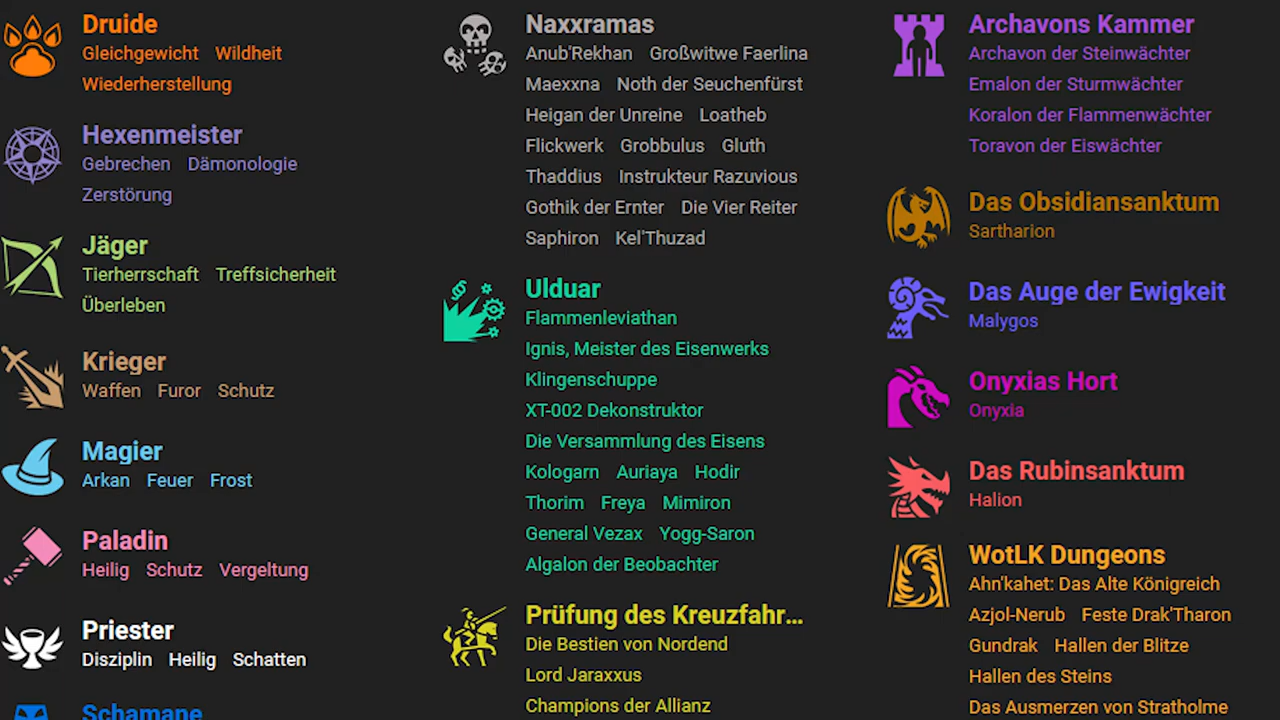 Druide
Gleichgewicht Wildheit
Wiederherstellung
Hexenmeister
Gebrechen Dämonologie
Zerstörung
Jäger
Tierherrschaft Treffsicherheit
Überleben
Krieger
Waffen Furor Schutz
Magier
Arkan Feuer Frost
Paladin
Heilig Schutz Vergeltung
Priester
Disziplin Heilig Schatten
Schamane
Naxxramas
Anub'Rekhan Großwitwe Faerlina
Maexxna Noth der Seuchenfürst
Heigan der Unreine Loatheb
Flickwerk Grobbulus Gluth
Thaddius Instrukteur Razuvious
Gothik der Ernter Die Vier Reiter
Saphiron Kel'Thuzad
Ulduar
Flammenleviathan
Ignis, Meister des Eisenwerks
Klingenschuppe
XT-002 Dekonstruktor
Die Versammlung des Eisens
Kologarn Auriaya Hodir
Thorim Freya Mimiron
General Vezax Yogg-Saron
Algalon der Beobachter
Prüfung des Kreuzfahr...
Die Bestien von Nordend
Lord Jaraxxus
Champions der Allianz
Archavons Kammer
Archavon der Steinwächter
Emalon der Sturmwächter
Koralon der Flammenwächter
Toravon der Eiswächter
Das Obsidiansanktum
Sartharion
Das Auge der Ewigkeit
Malygos
Onyxias Hort
Onyxia
Das Rubinsanktum
Halion
WotLK Dungeons
Ahn'kahet: Das Alte Königreich
Azjol-Nerub Feste Drak'Tharon
Gundrak Hallen der Blitze
Hallen des Steins
Das Ausmerzen von Stratholme